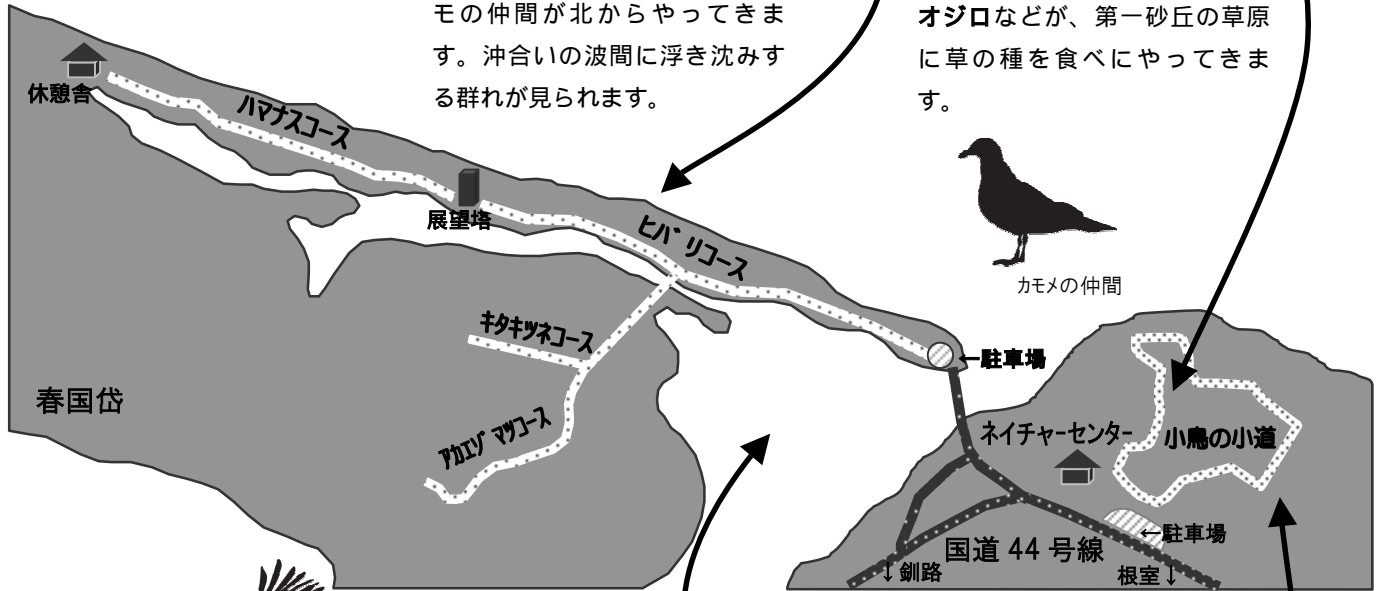 モの仲間が北からやってきま
す。沖合いの波間に浮き沈みす
る群れが見られます。
オジロなどが、第一砂丘の草原
に草の種を食べにやってきま
す。
休憩舎
ハマナスコース
展望塔
ヒバリコース
カモメの仲間
キタキツネコース
←駐車場
春国岱
アカエゾマツコース
ネイチャーセンター
小鳥の小道
←駐車場
国道 44 号線
↓釧路
根室↓